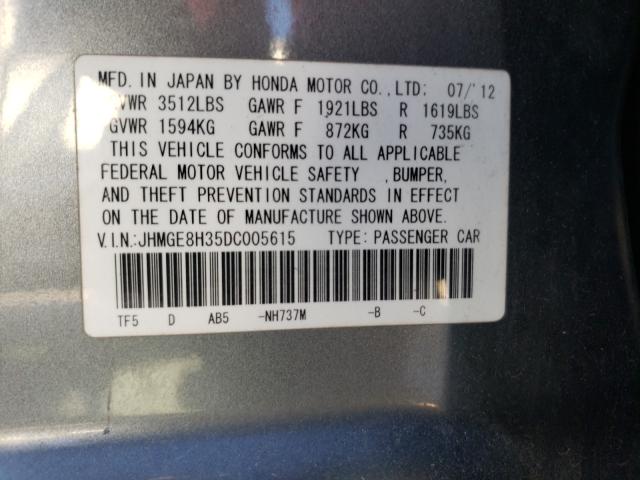 MFD. IN JAPAN BY HONDA MOTOR CO., LTD: 07/'12
GVWR 3512LBS GAWR F 1921LBS R 1619LBS
GVWR 1594KG GAWR F 872KG R 735KG
THIS VEHICLE CONFORMS TO ALL APPLICABLE
FEDERAL MOTOR VEHICLE SAFETY ,BUMPER,
AND THEFT PREVENTION STANDARDS IN EFFECT
ON THE DATE OF MANUFACTURE SHOWN ABOVE.
V.I.N.:JHMGE8H35DC005615 TYPE: PASSENGER CAR
TF5 D AB5 -NH737M -B -C